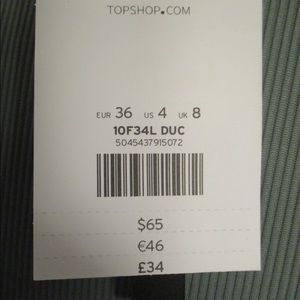 TOPSHOP.COM
EUR 36 US 4 UK 8
10F34L DUC
5045437915072
$65
€46
£34